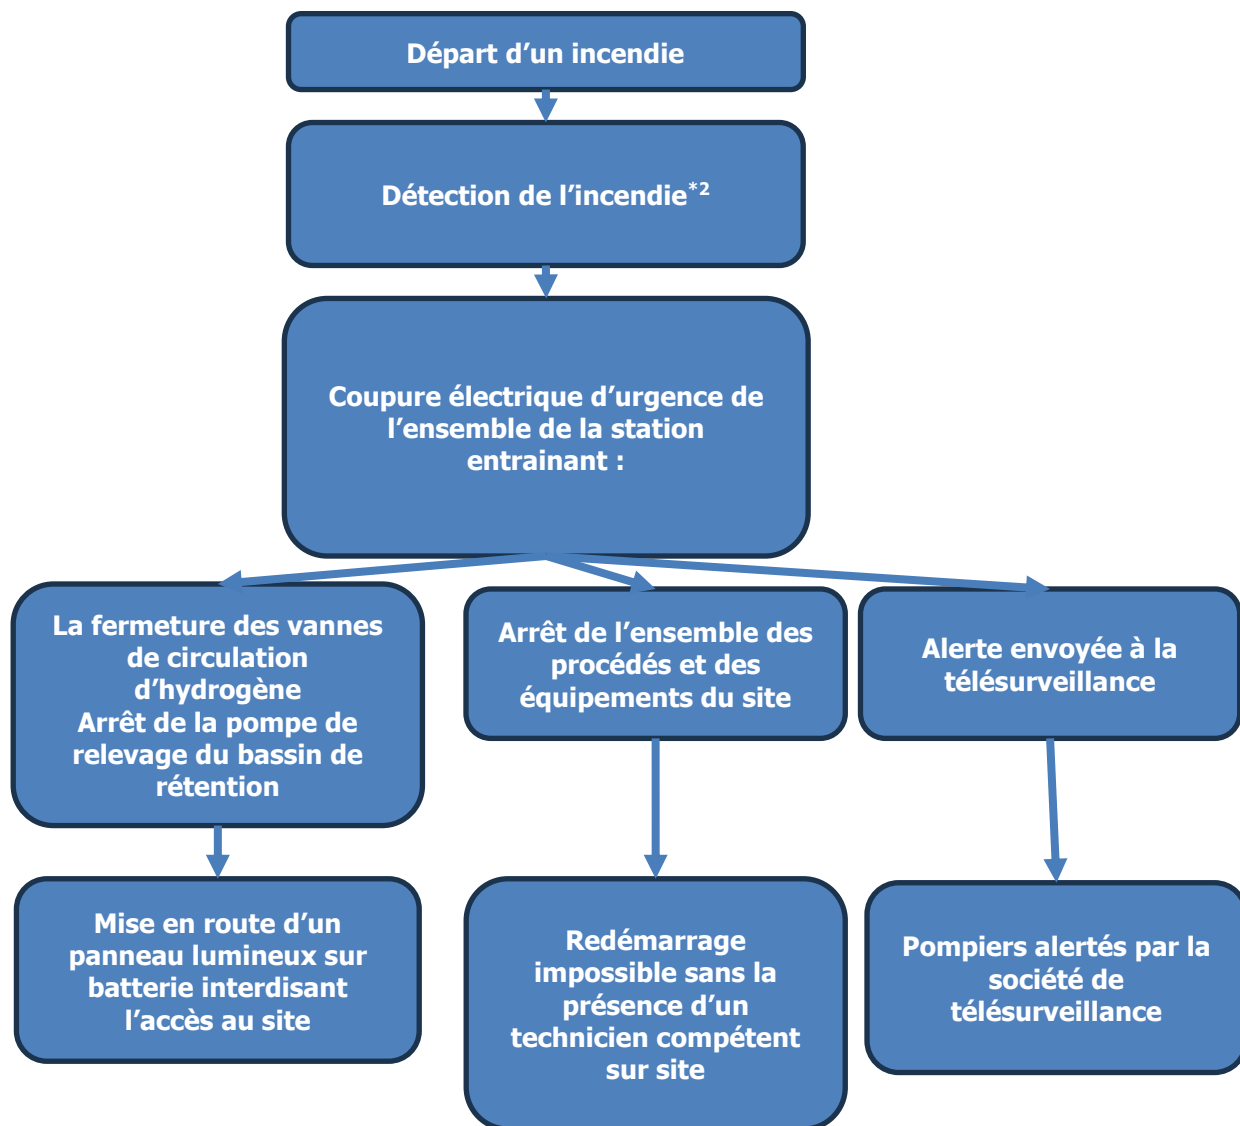 Départ d’un incendie
Détection de l’incendie*2
Coupure électrique d’urgence de
l’ensemble de la station
entrainant :
La fermeture des vannes
de circulation
d’hydrogène
Arrêt de la pompe de
relevage du bassin de
rétention
Arrêt de l’ensemble des
procédés et des
équipements du site
Alerte envoyée à la
télésurveillance
Mise en route d’un
panneau lumineux sur
batterie interdisant
l’accès au site
Redémarrage
impossible sans la
présence d’un
technicien compétent
sur site
Pompiers alertés par la
société de
télésurveillance